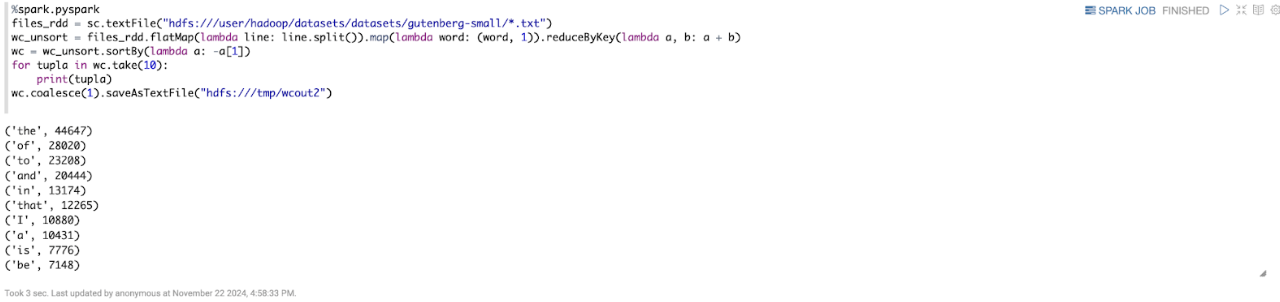 %spark.pyspark
SPARK JOB FINISHED
files_rdd = sc.textFile("hdfs:///user/hadoop/datasets/datasets/gutenberg-small/*.txt")
wc_unsort = files_rdd.flatMap(lambda line: line.split()).map(lambda word: (word, 1)).reduceByKey(lambda a, b: a + b)
wc = wc_unsort.sortBy(lambda a: -a[1])
for tupla in wc.take(10):
    print(tupla)
wc.coalesce(1).saveAsTextFile("hdfs:///tmp/wcout2")
('the', 44647)
('of', 28020)
('to', 23208)
('and', 20444)
('in', 13174)
('that', 12265)
('I', 10880)
('a', 10431)
('is', 7776)
('be', 7148)
Took 3 sec. Last updated by anonymous at November 22 2024, 4:58:33 PM.